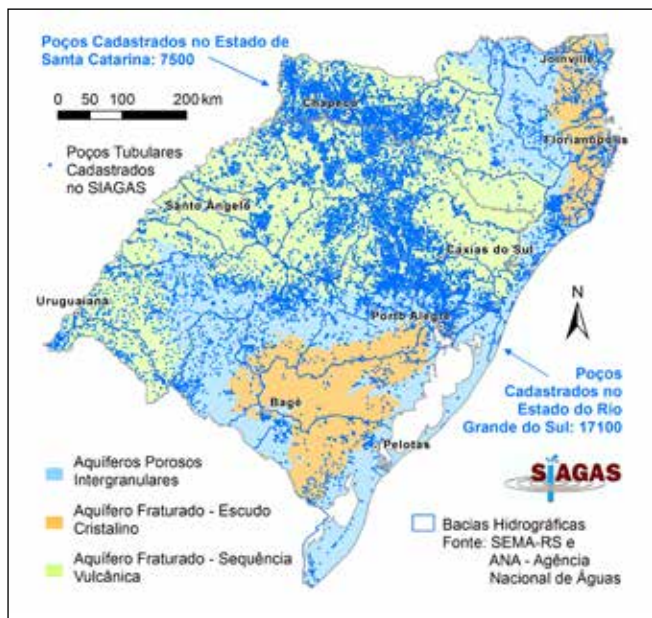 Poços Cadastrados no Estado de
Santa Catarina: 7500
0 50 100 200 km
Poços Tubulares
Cadastrados
no SIAGAS
Joinville
Chapecó
Florianópolis
Santo Ângelo
Caxias do Sul
Uruguaiana
Porto Alegre
N
Poços
Cadastrados no
Estado do Rio
Grande do Sul: 17100
Bagé
Pelotas
Aquíferos Porosos
Intergranulares
Aquífero Fraturado - Escudo
Cristalino
Aquífero Fraturado - Sequência
Vulcânica
SIAGAS
Bacias Hidrográficas
Fonte: SEMA-RS e
ANA - Agência
Nacional de Águas